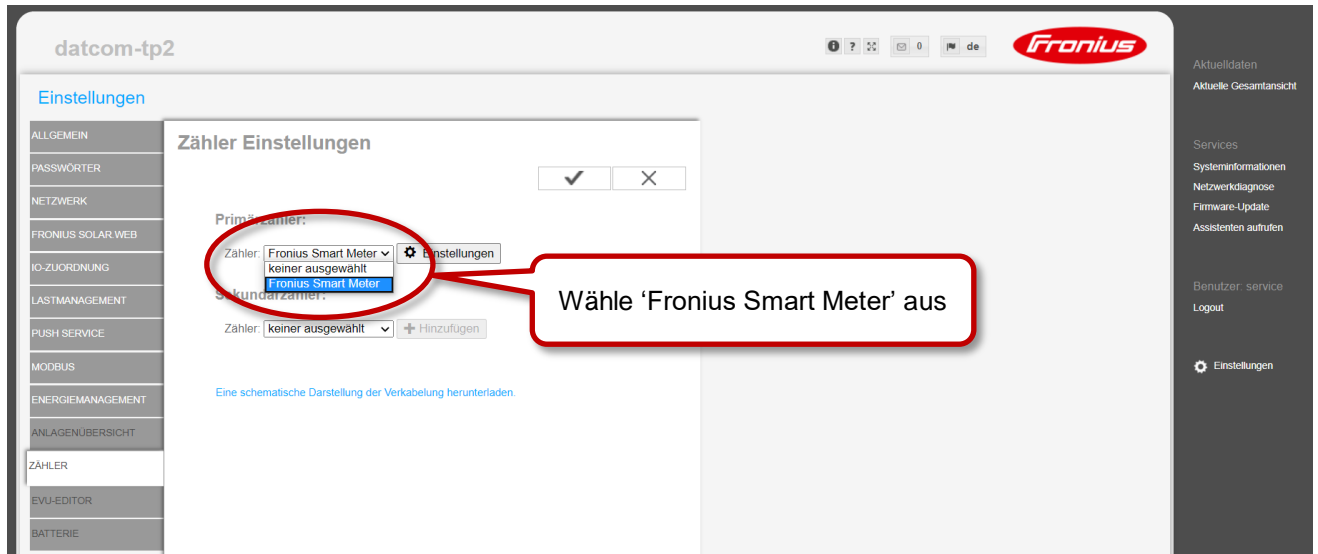 datcom-tp2
0
de
Fronius
Einstellungen
ALLGEMEIN
PASSWÖRTER
NETZWERK
FRONIUS SOLAR.WEB
IO-ZUORDNUNG
LASTMANAGEMENT
PUSH SERVICE
MODBUS
ENERGIEMANAGEMENT
ANLAGENÜBERSICHT
ZÄHLER
EVU-EDITOR
BATTERIE
Zähler Einstellungen
Primärzähler:
Zähler: Fronius Smart Meter Einstellungen
keiner ausgewählt
Fronius Smart Meter
Sekundärzähler:
Zähler: keiner ausgewählt + Hinzufügen
Eine schematische Darstellung der Verkabelung herunterladen.
Wähle ‘Fronius Smart Meter’ aus
Aktuelldaten
Aktuelle Gesamtansicht
Services
Systeminformationen
Netzwerkdiagnose
Firmware-Update
Assistenten aufrufen
Benutzer: service
Logout
Einstellungen